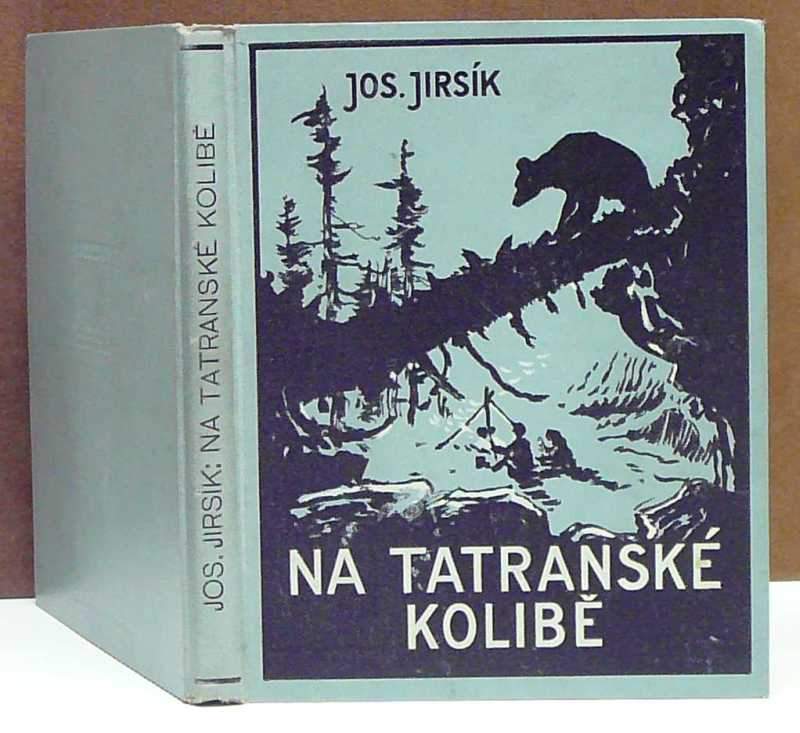 JOS. JIRSÍK: NA TATRANSKÉ KOLIBĚ
JOS. JIRSÍK
NA TATRANSKÉ
KOLIBĚ